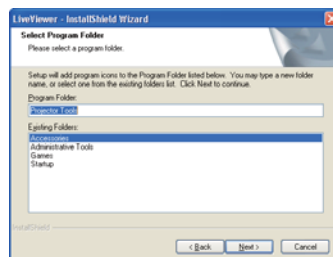 LiveViewer - InstallShield Wizard
Select Program Folder
Please select a program folder.
Setup will add program icons to the Program Folder listed below. You may type a new folder
name, or select one from the existing folders list. Click Next to continue.
Program Folder:
Projector Tools
Existing Folders:
Accessories
Administrative Tools
Games
Startup
InstallShield
< Back
Next >
Cancel